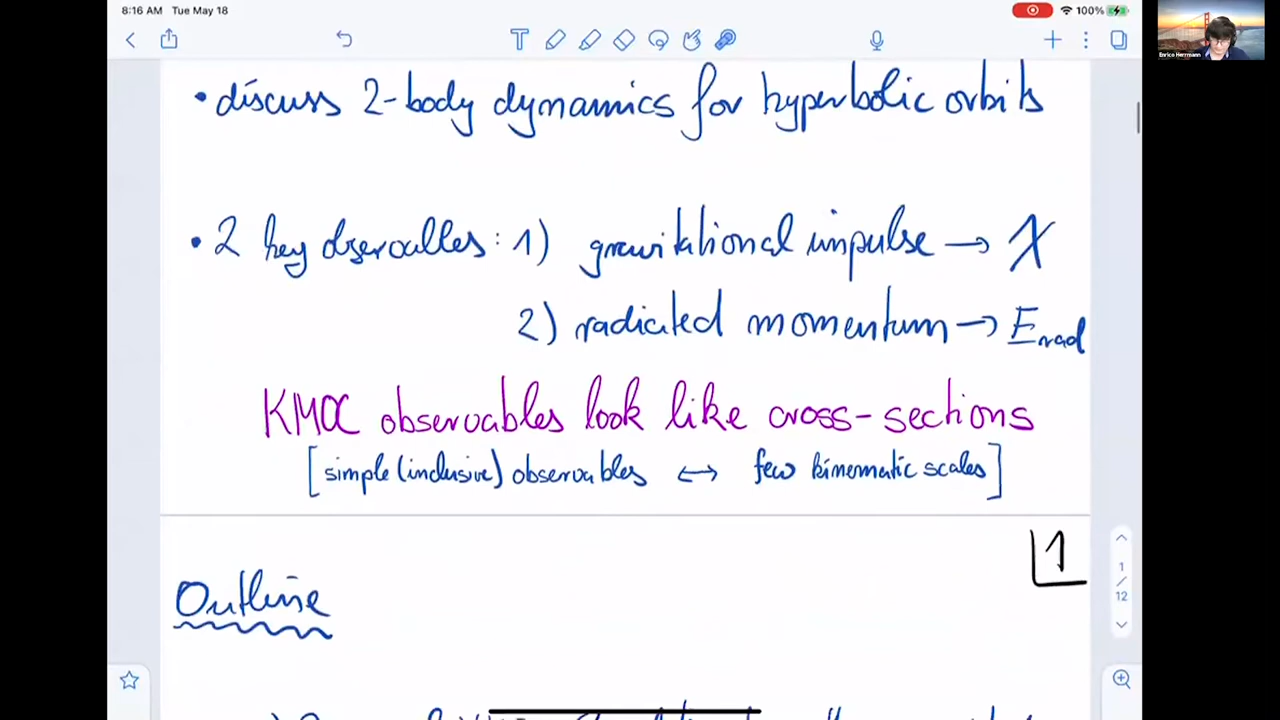 8:16 AM Tue May 18
100%
Enrico Herrmann
• discuss 2-body dynamics for hyperbolic orbits
• 2 key observables : 1) gravitational impulse → χ
2) radiated momentum → Erad
KMOC observables look like cross-sections
[simple (inclusive) observables ↔ few kinematic scales]
1
Outline
1
/
12